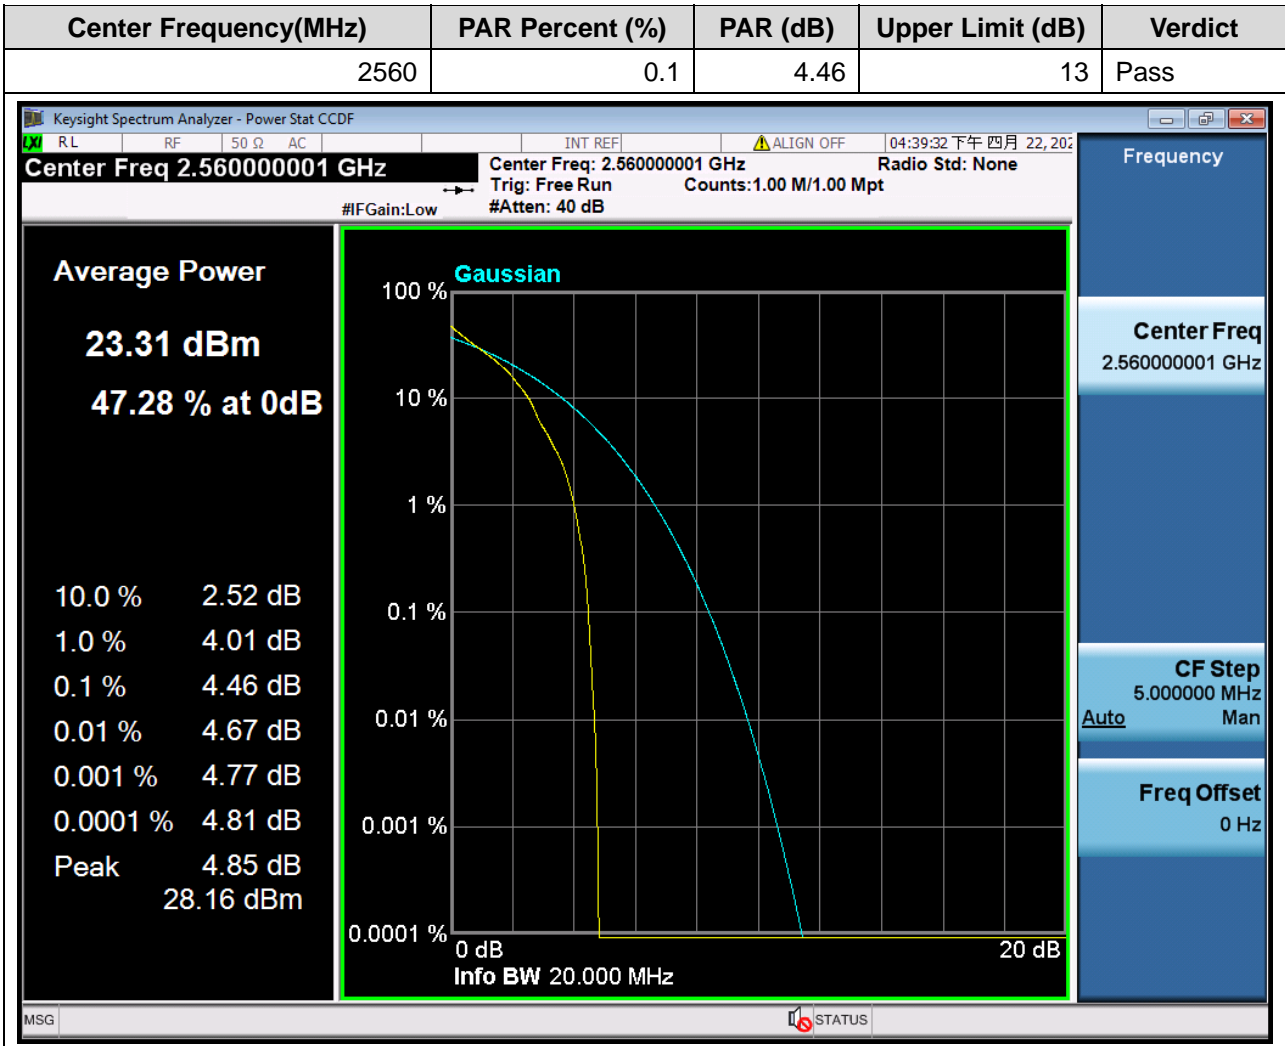 Center Frequency(MHz) PAR Percent (%) PAR (dB) Upper Limit (dB) Verdict
2560 0.1 4.46 13 Pass
Keysight Spectrum Analyzer - Power Stat CCDF
LXI RL RF 50 Ω AC INT REF ALIGN OFF 04:39:32 下午 四月 22, 202
Center Freq 2.560000001 GHz
#IFGain:Low
Center Freq: 2.560000001 GHz Radio Std: None
Trig: Free Run Counts:1.00 M/1.00 Mpt
#Atten: 40 dB
Average Power
23.31 dBm
47.28 % at 0dB
10.0 % 2.52 dB
1.0 % 4.01 dB
0.1 % 4.46 dB
0.01 % 4.67 dB
0.001 % 4.77 dB
0.0001 % 4.81 dB
Peak 4.85 dB
28.16 dBm
Gaussian
100 %
10 %
1 %
0.1 %
0.01 %
0.001 %
0.0001 %
0 dB 20 dB
Info BW 20.000 MHz
Frequency
Center Freq
2.560000001 GHz
CF Step
5.000000 MHz
Auto Man
Freq Offset
0 Hz
MSG STATUS